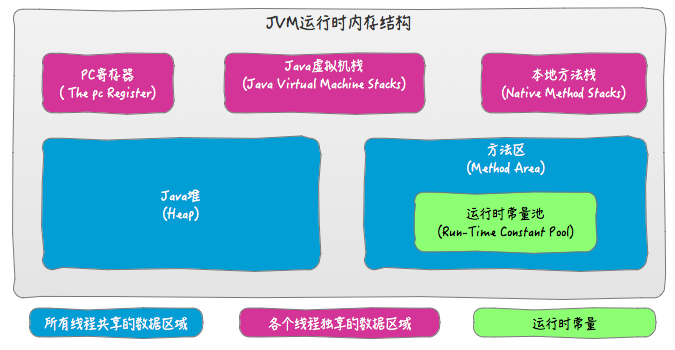 JVM运行时内存结构
PC寄存器
( The pc Register)
Java虚拟机栈
(Java Virtual Machine Stacks)
本地方法栈
(Native Method Stacks)
Java堆
(Heap)
方法区
(Method Area)
运行时常量池
(Run-Time Constant Pool)
所有线程共享的数据区域
各个线程独享的数据区域
运行时常量